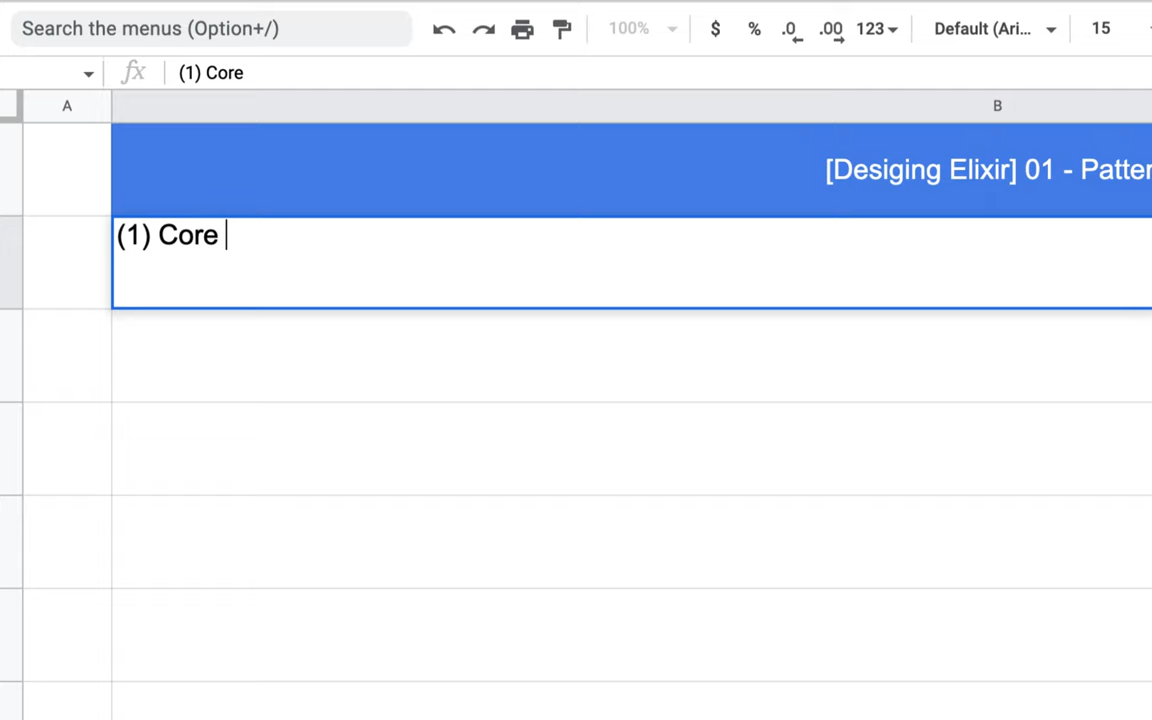 Search the menus (Option+/) 100% $ % .0 .00 123 Default (Ari... 15
fx (1) Core
A B
[Desiging Elixir] 01 - Patter
(1) Core